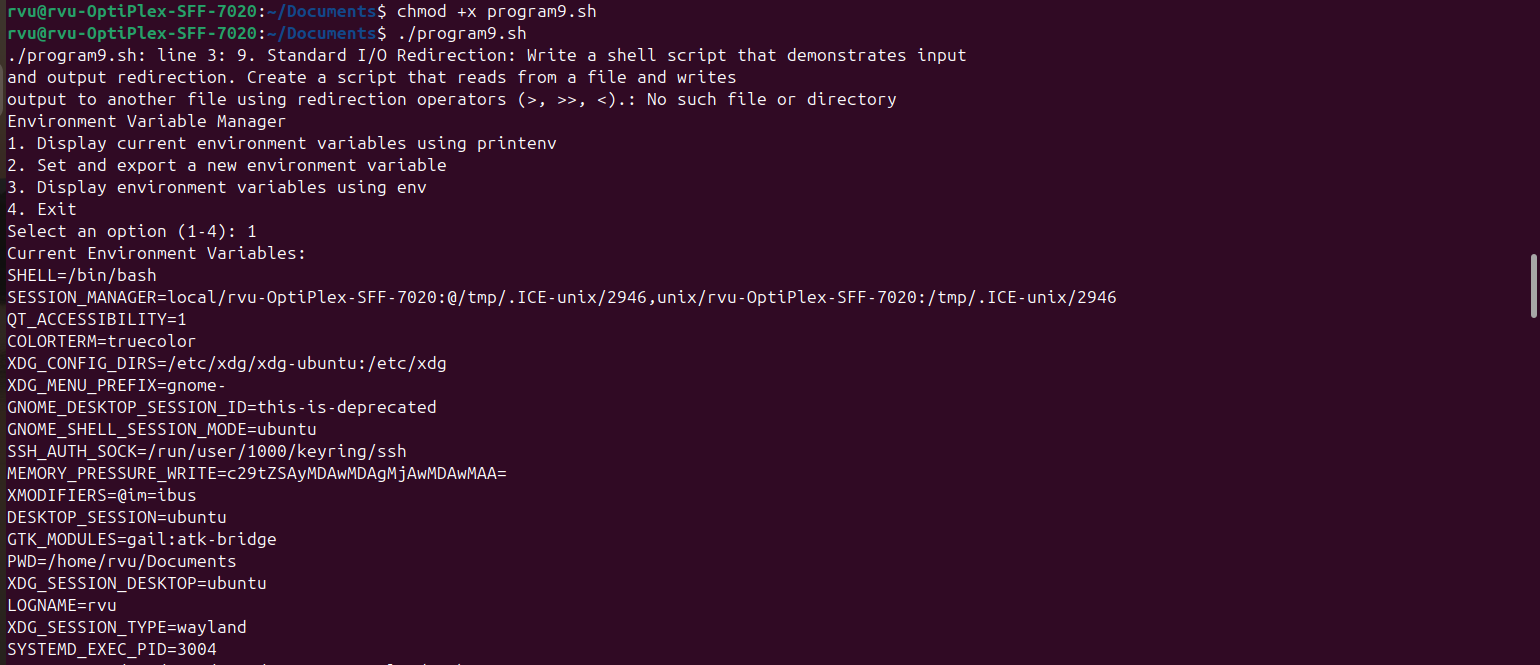 rvu@rvu-OptiPlex-SFF-7020:~/Documents$ chmod +x program9.sh
rvu@rvu-OptiPlex-SFF-7020:~/Documents$ ./program9.sh
./program9.sh: line 3: 9. Standard I/O Redirection: Write a shell script that demonstrates input
and output redirection. Create a script that reads from a file and writes
output to another file using redirection operators (>, >>, <).: No such file or directory
Environment Variable Manager
1. Display current environment variables using printenv
2. Set and export a new environment variable
3. Display environment variables using env
4. Exit
Select an option (1-4): 1
Current Environment Variables:
SHELL=/bin/bash
SESSION_MANAGER=local/rvu-OptiPlex-SFF-7020:@/tmp/.ICE-unix/2946,unix/rvu-OptiPlex-SFF-7020:/tmp/.ICE-unix/2946
QT_ACCESSIBILITY=1
COLORTERM=truecolor
XDG_CONFIG_DIRS=/etc/xdg/xdg-ubuntu:/etc/xdg
XDG_MENU_PREFIX=gnome-
GNOME_DESKTOP_SESSION_ID=this-is-deprecated
GNOME_SHELL_SESSION_MODE=ubuntu
SSH_AUTH_SOCK=/run/user/1000/keyring/ssh
MEMORY_PRESSURE_WRITE=c29tZSAyMDAwMDAgMjAwMDAwMAA=
XMODIFIERS=@im=ibus
DESKTOP_SESSION=ubuntu
GTK_MODULES=gail:atk-bridge
PWD=/home/rvu/Documents
XDG_SESSION_DESKTOP=ubuntu
LOGNAME=rvu
XDG_SESSION_TYPE=wayland
SYSTEMD_EXEC_PID=3004